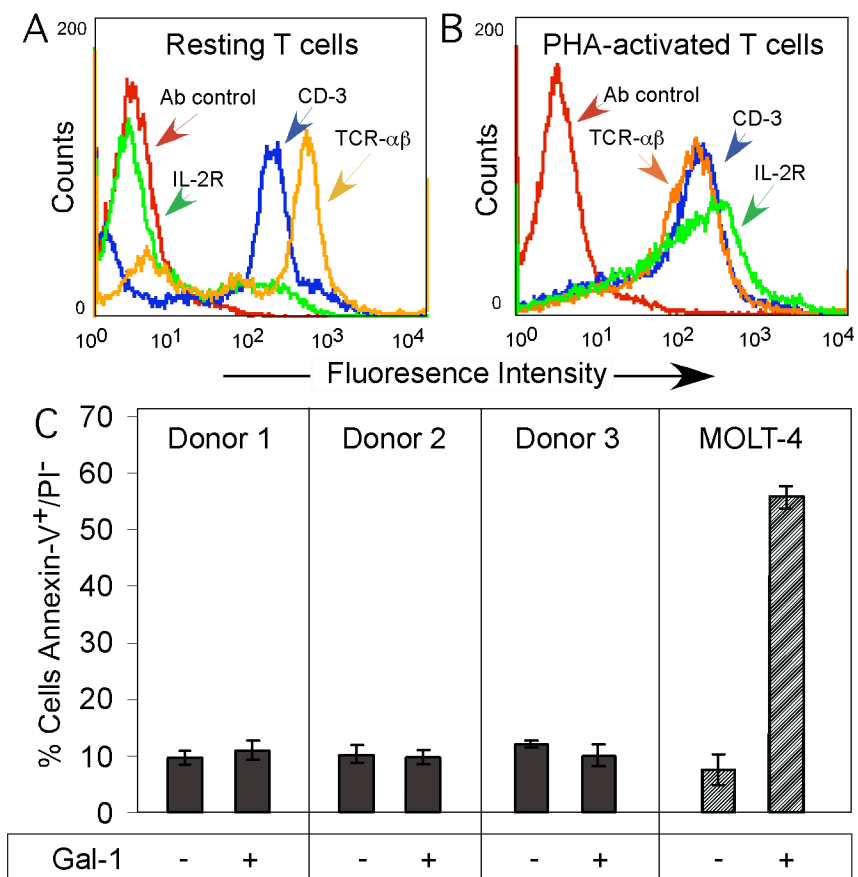 A
Resting T cells
200
Counts
0
Ab control
CD-3
TCR-αβ
IL-2R
10⁰ 10¹ 10² 10³ 10⁴
B
PHA-activated T cells
200
Counts
0
Ab control
TCR-αβ
CD-3
IL-2R
10⁰ 10¹ 10² 10³ 10⁴
Fluoresence Intensity
C
% Cells Annexin-V⁺/PI⁻
70
60
50
40
30
20
10
0
Donor 1 Donor 2 Donor 3 MOLT-4
Gal-1 - + - + - + - +